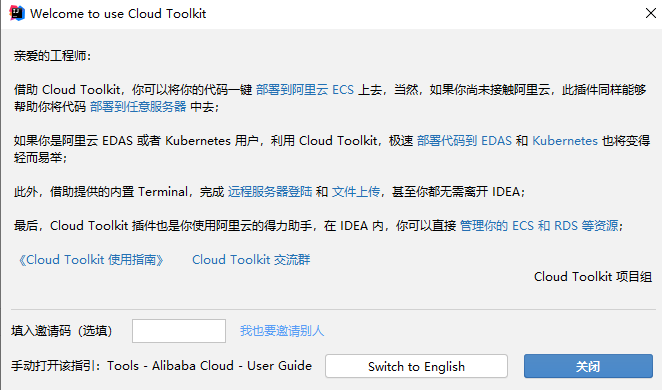 Welcome to use Cloud Toolkit
亲爱的工程师：
借助 Cloud Toolkit，你可以将你的代码一键 部署到阿里云 ECS 上去，当然，如果你尚未接触阿里云，此插件同样能够
帮助你将代码 部署到任意服务器 中去；
如果你是阿里云 EDAS 或者 Kubernetes 用户，利用 Cloud Toolkit，极速 部署代码到 EDAS 和 Kubernetes 也将变得
轻而易举；
此外，借助提供的内置 Terminal，完成 远程服务器登陆 和 文件上传，甚至你都无需离开 IDEA；
最后，Cloud Toolkit 插件也是你使用阿里云的得力助手，在 IDEA 内，你可以直接 管理你的 ECS 和 RDS 等资源；
《Cloud Toolkit 使用指南》 Cloud Toolkit 交流群
Cloud Toolkit 项目组
填入邀请码（选填） 我也要邀请别人
手动打开该指引：Tools - Alibaba Cloud - User Guide Switch to English 关闭